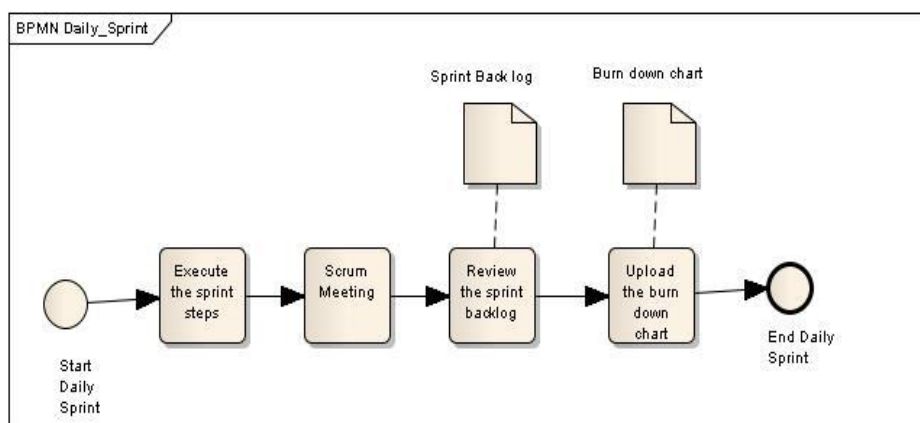 BPMN Daily_Sprint
Sprint Back log
Burn down chart
Execute
the sprint
steps
Scrum
Meeting
Review
the sprint
backlog
Upload
the burn
down
chart
Start
Daily
Sprint
End Daily
Sprint